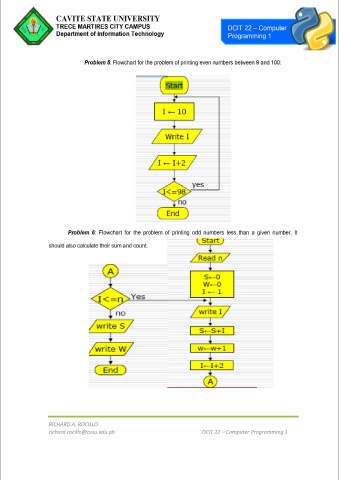 CAVITE STATE UNIVERSITY
TRECE MARTIRES CITY CAMPUS
Department of Information Technology
DCIT 22 – Computer
Programming 1
Problem 5: Flowchart for the problem of printing even numbers between 9 and 100:
Start
I ← 10
Write I
I ← I+2
yes
I<=98
no
End
Problem 6: Flowchart for the problem of printing odd numbers less than a given number. It
should also calculate their sum and count.
A
I<=n
Yes
no
write S
write W
End
Start
Read n
S←0
W←0
I ← 1
write I
S←S+I
w←w+1
I←I+2
A
RICHARD A. ROCILLO
richard.rocillo@cvsu.edu.ph
DCIT 22 – Computer Programming 1